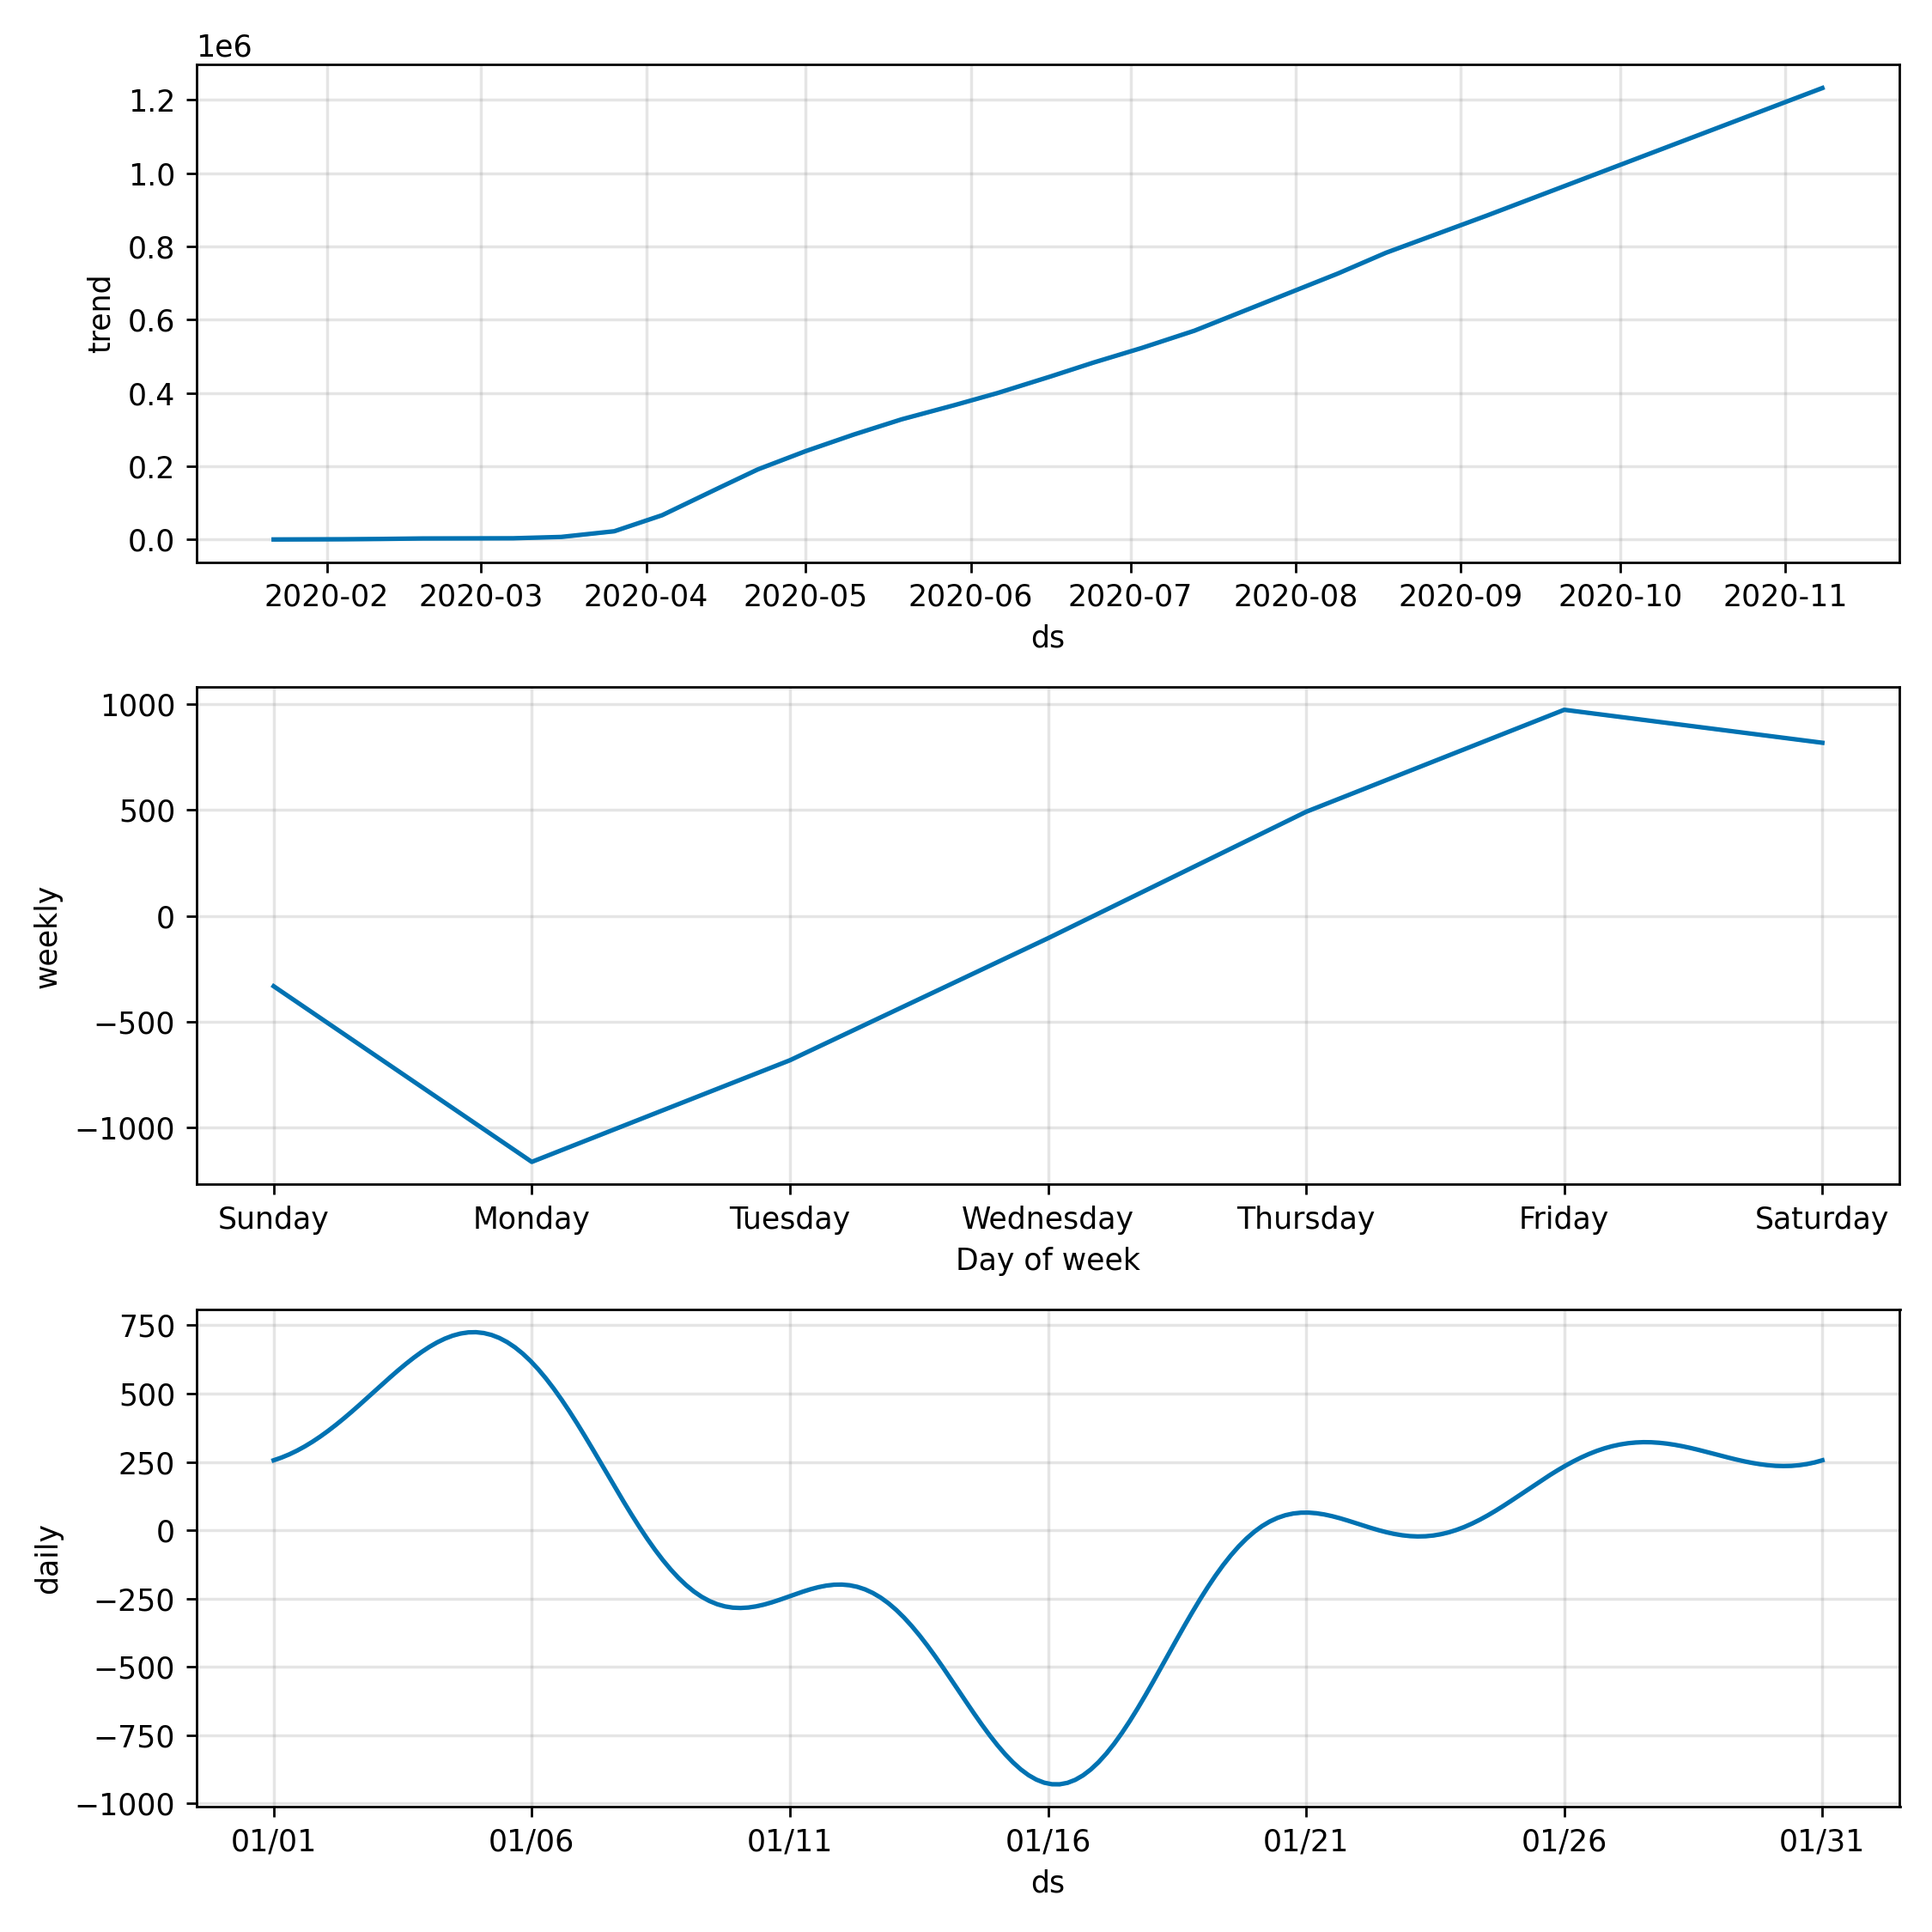 1e6
1.2
1.0
0.8
0.6
0.4
0.2
0.0
trend
2020-02 2020-03 2020-04 2020-05 2020-06 2020-07 2020-08 2020-09 2020-10 2020-11
ds
1000
500
0
−500
−1000
weekly
Sunday Monday Tuesday Wednesday Thursday Friday Saturday
Day of week
750
500
250
0
−250
−500
−750
−1000
daily
01/01 01/06 01/11 01/16 01/21 01/26 01/31
ds